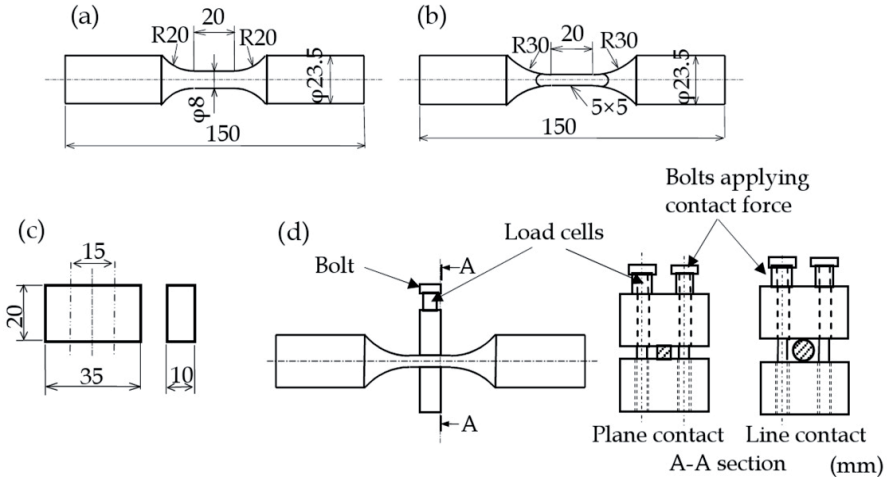 (a)
20
R20
R20
φ8
φ23.5
150
(b)
20
R30
R30
5×5
φ23.5
150
(c)
15
20
35
10
(d)
Bolt
Load cells
A
A
Bolts applying
contact force
Plane contact
Line contact
A-A section
(mm)